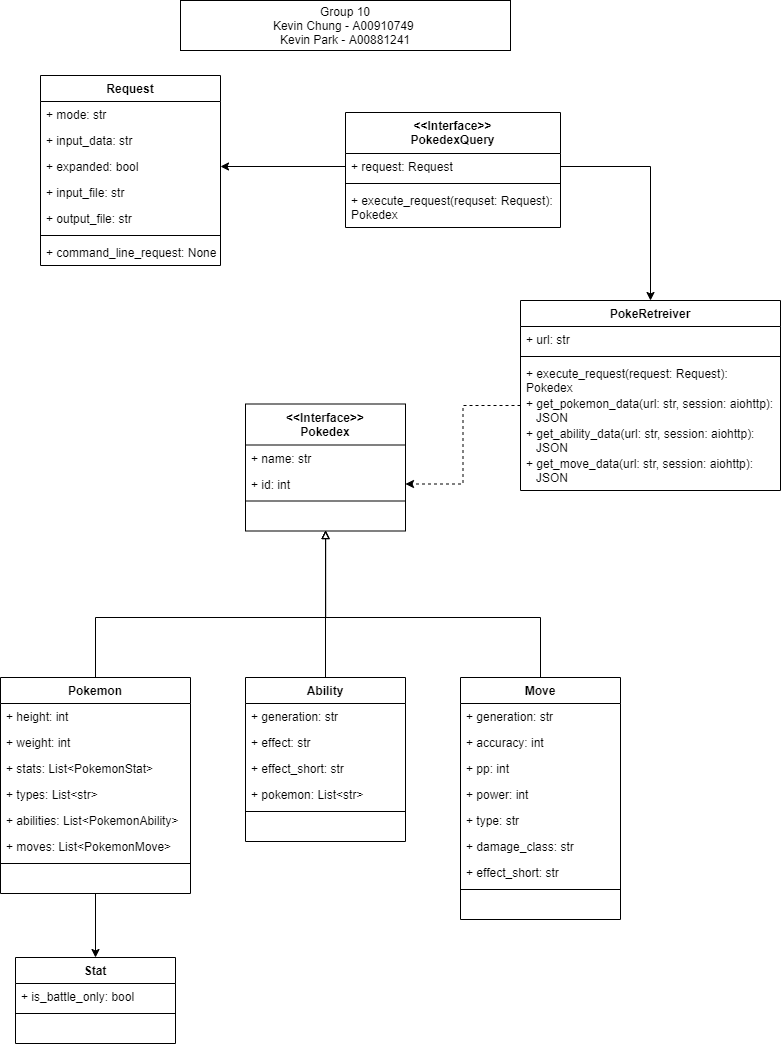 Group 10
Kevin Chung - A00910749
Kevin Park - A00881241
Request
+ mode: str
+ input_data: str
+ expanded: bool
+ input_file: str
+ output_file: str
+ command_line_request: None
<<Interface>>
PokedexQuery
+ request: Request
+ execute_request(requset: Request):
Pokedex
PokeRetreiver
+ url: str
+ execute_request(request: Request):
Pokedex
+ get_pokemon_data(url: str, session: aiohttp):
JSON
+ get_ability_data(url: str, session: aiohttp):
JSON
+ get_move_data(url: str, session: aiohttp):
JSON
<<Interface>>
Pokedex
+ name: str
+ id: int
Pokemon
+ height: int
+ weight: int
+ stats: List<PokemonStat>
+ types: List<str>
+ abilities: List<PokemonAbility>
+ moves: List<PokemonMove>
Ability
+ generation: str
+ effect: str
+ effect_short: str
+ pokemon: List<str>
Move
+ generation: str
+ accuracy: int
+ pp: int
+ power: int
+ type: str
+ damage_class: str
+ effect_short: str
Stat
+ is_battle_only: bool